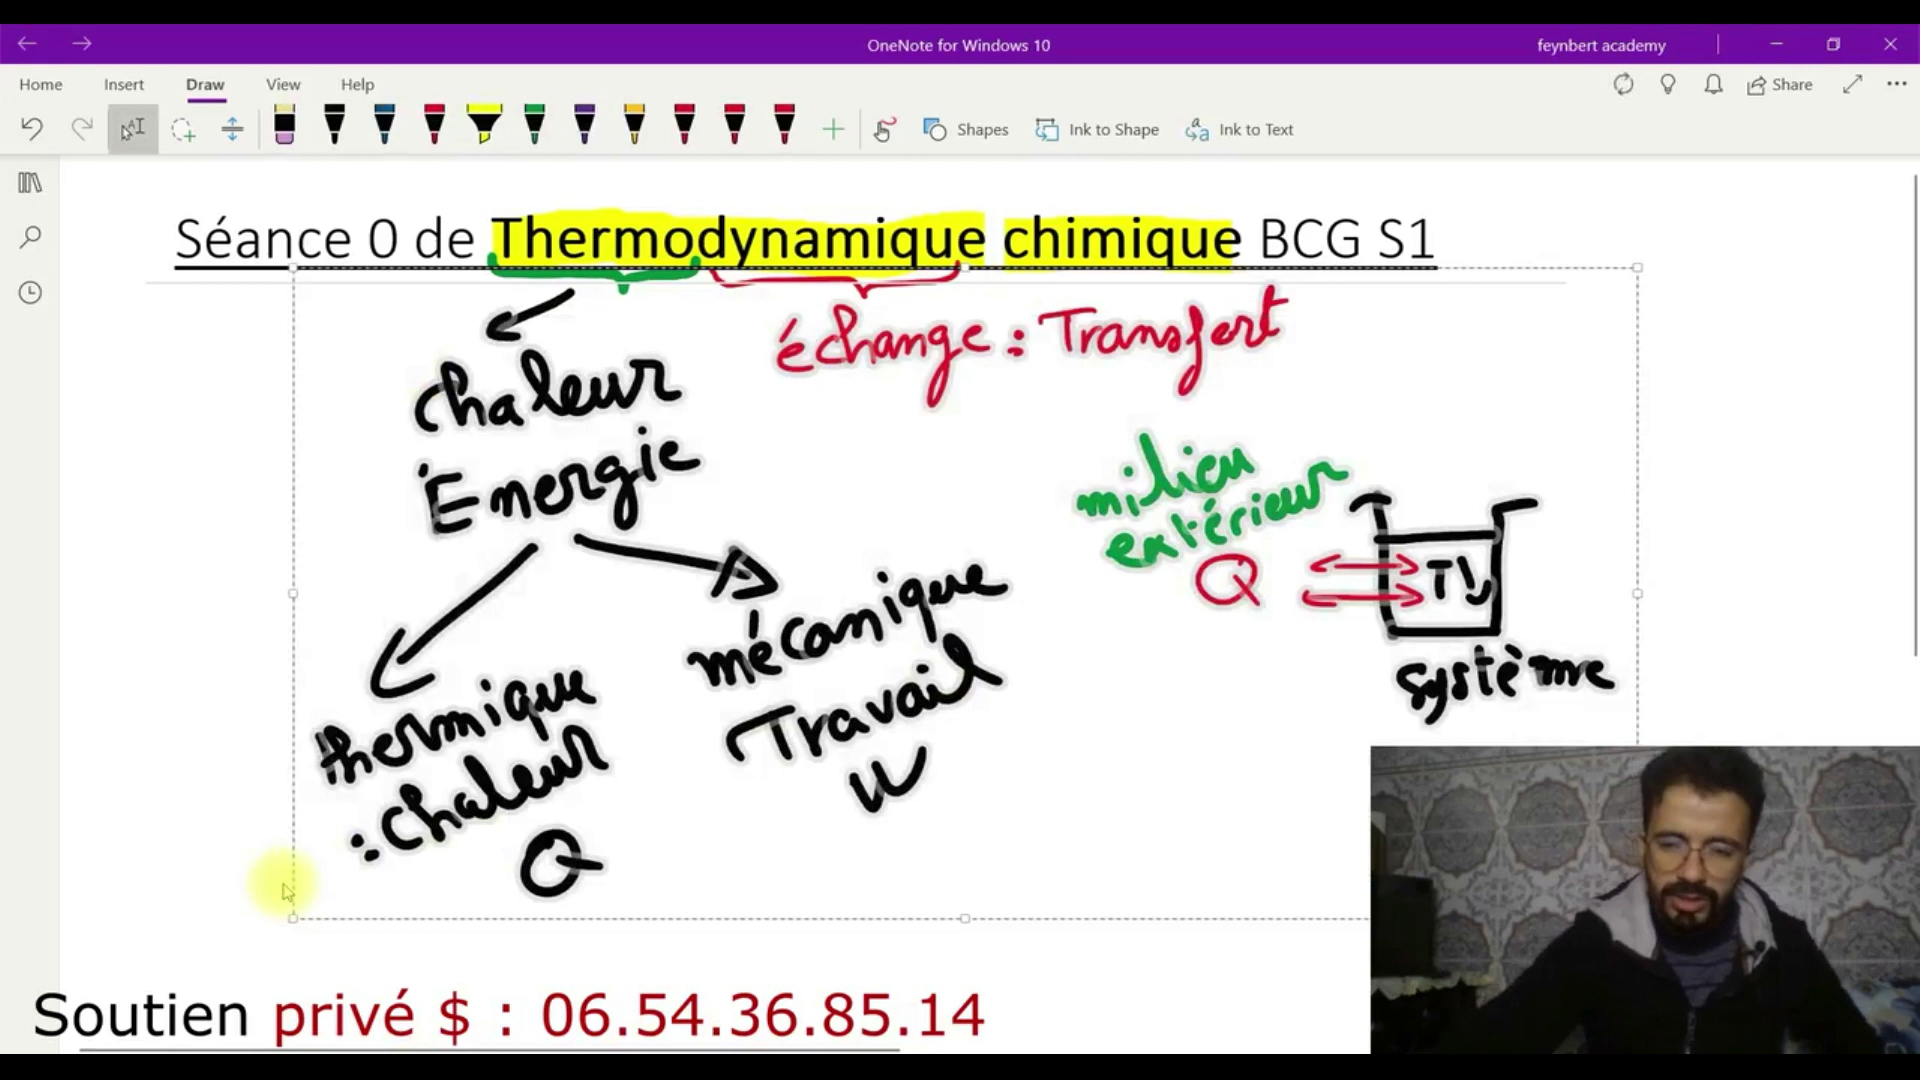 OneNote for Windows 10
feynbert academy
Home Insert Draw View Help
Share
Shapes Ink to Shape Ink to Text
Séance 0 de Thermodynamique chimique BCG S1
échange : Transfert
chaleur
Énergie
milieu
extérieur
Q
système
mécanique
Travail
W
thermique
: chaleur
Q
Soutien privé $ : 06.54.36.85.14